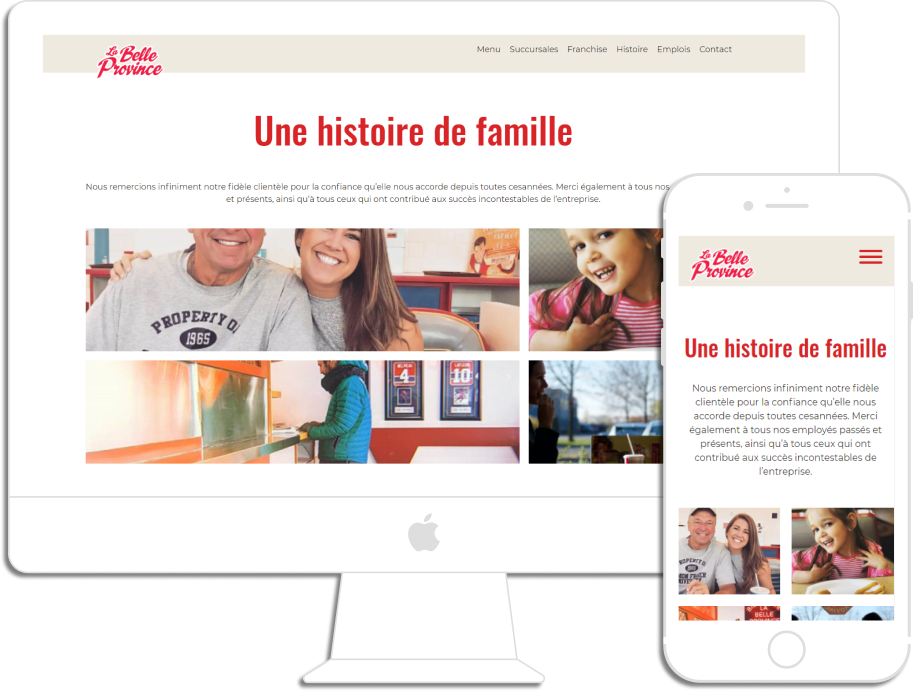 La Belle
Province
Menu Succursales Franchise Histoire Emplois Contact
Une histoire de famille
Nous remercions infiniment notre fidèle clientèle pour la confiance qu'elle nous accorde depuis toutes cesannées. Merci également à tous nos
et présents, ainsi qu'à tous ceux qui ont contribué aux succès incontestables de l'entreprise.
PROPERTY O
1965
4
10
La Belle
Province
Une histoire de famille
Nous remercions infiniment notre fidèle
clientèle pour la confiance qu'elle nous
accorde depuis toutes cesannées. Merci
également à tous nos employés passés et
présents, ainsi qu'à tous ceux qui ont
contribué aux succès incontestables de
l'entreprise.
PROPERTY O
LA
BELLE